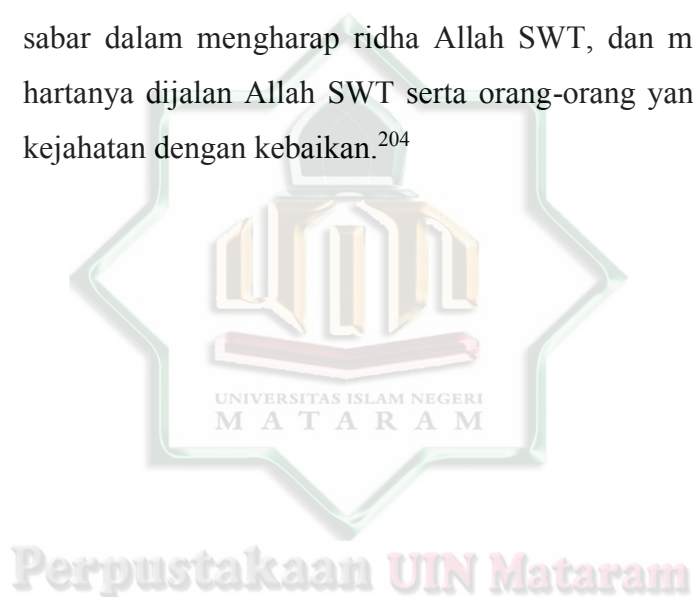 sabar dalam mengharap ridha Allah SWT, dan m
hartanya dijalan Allah SWT serta orang-orang yan
kejahatan dengan kebaikan.204
UNIVERSITAS ISLAM NEGERI
MATARAM
Perpustakaan UIN Mataram